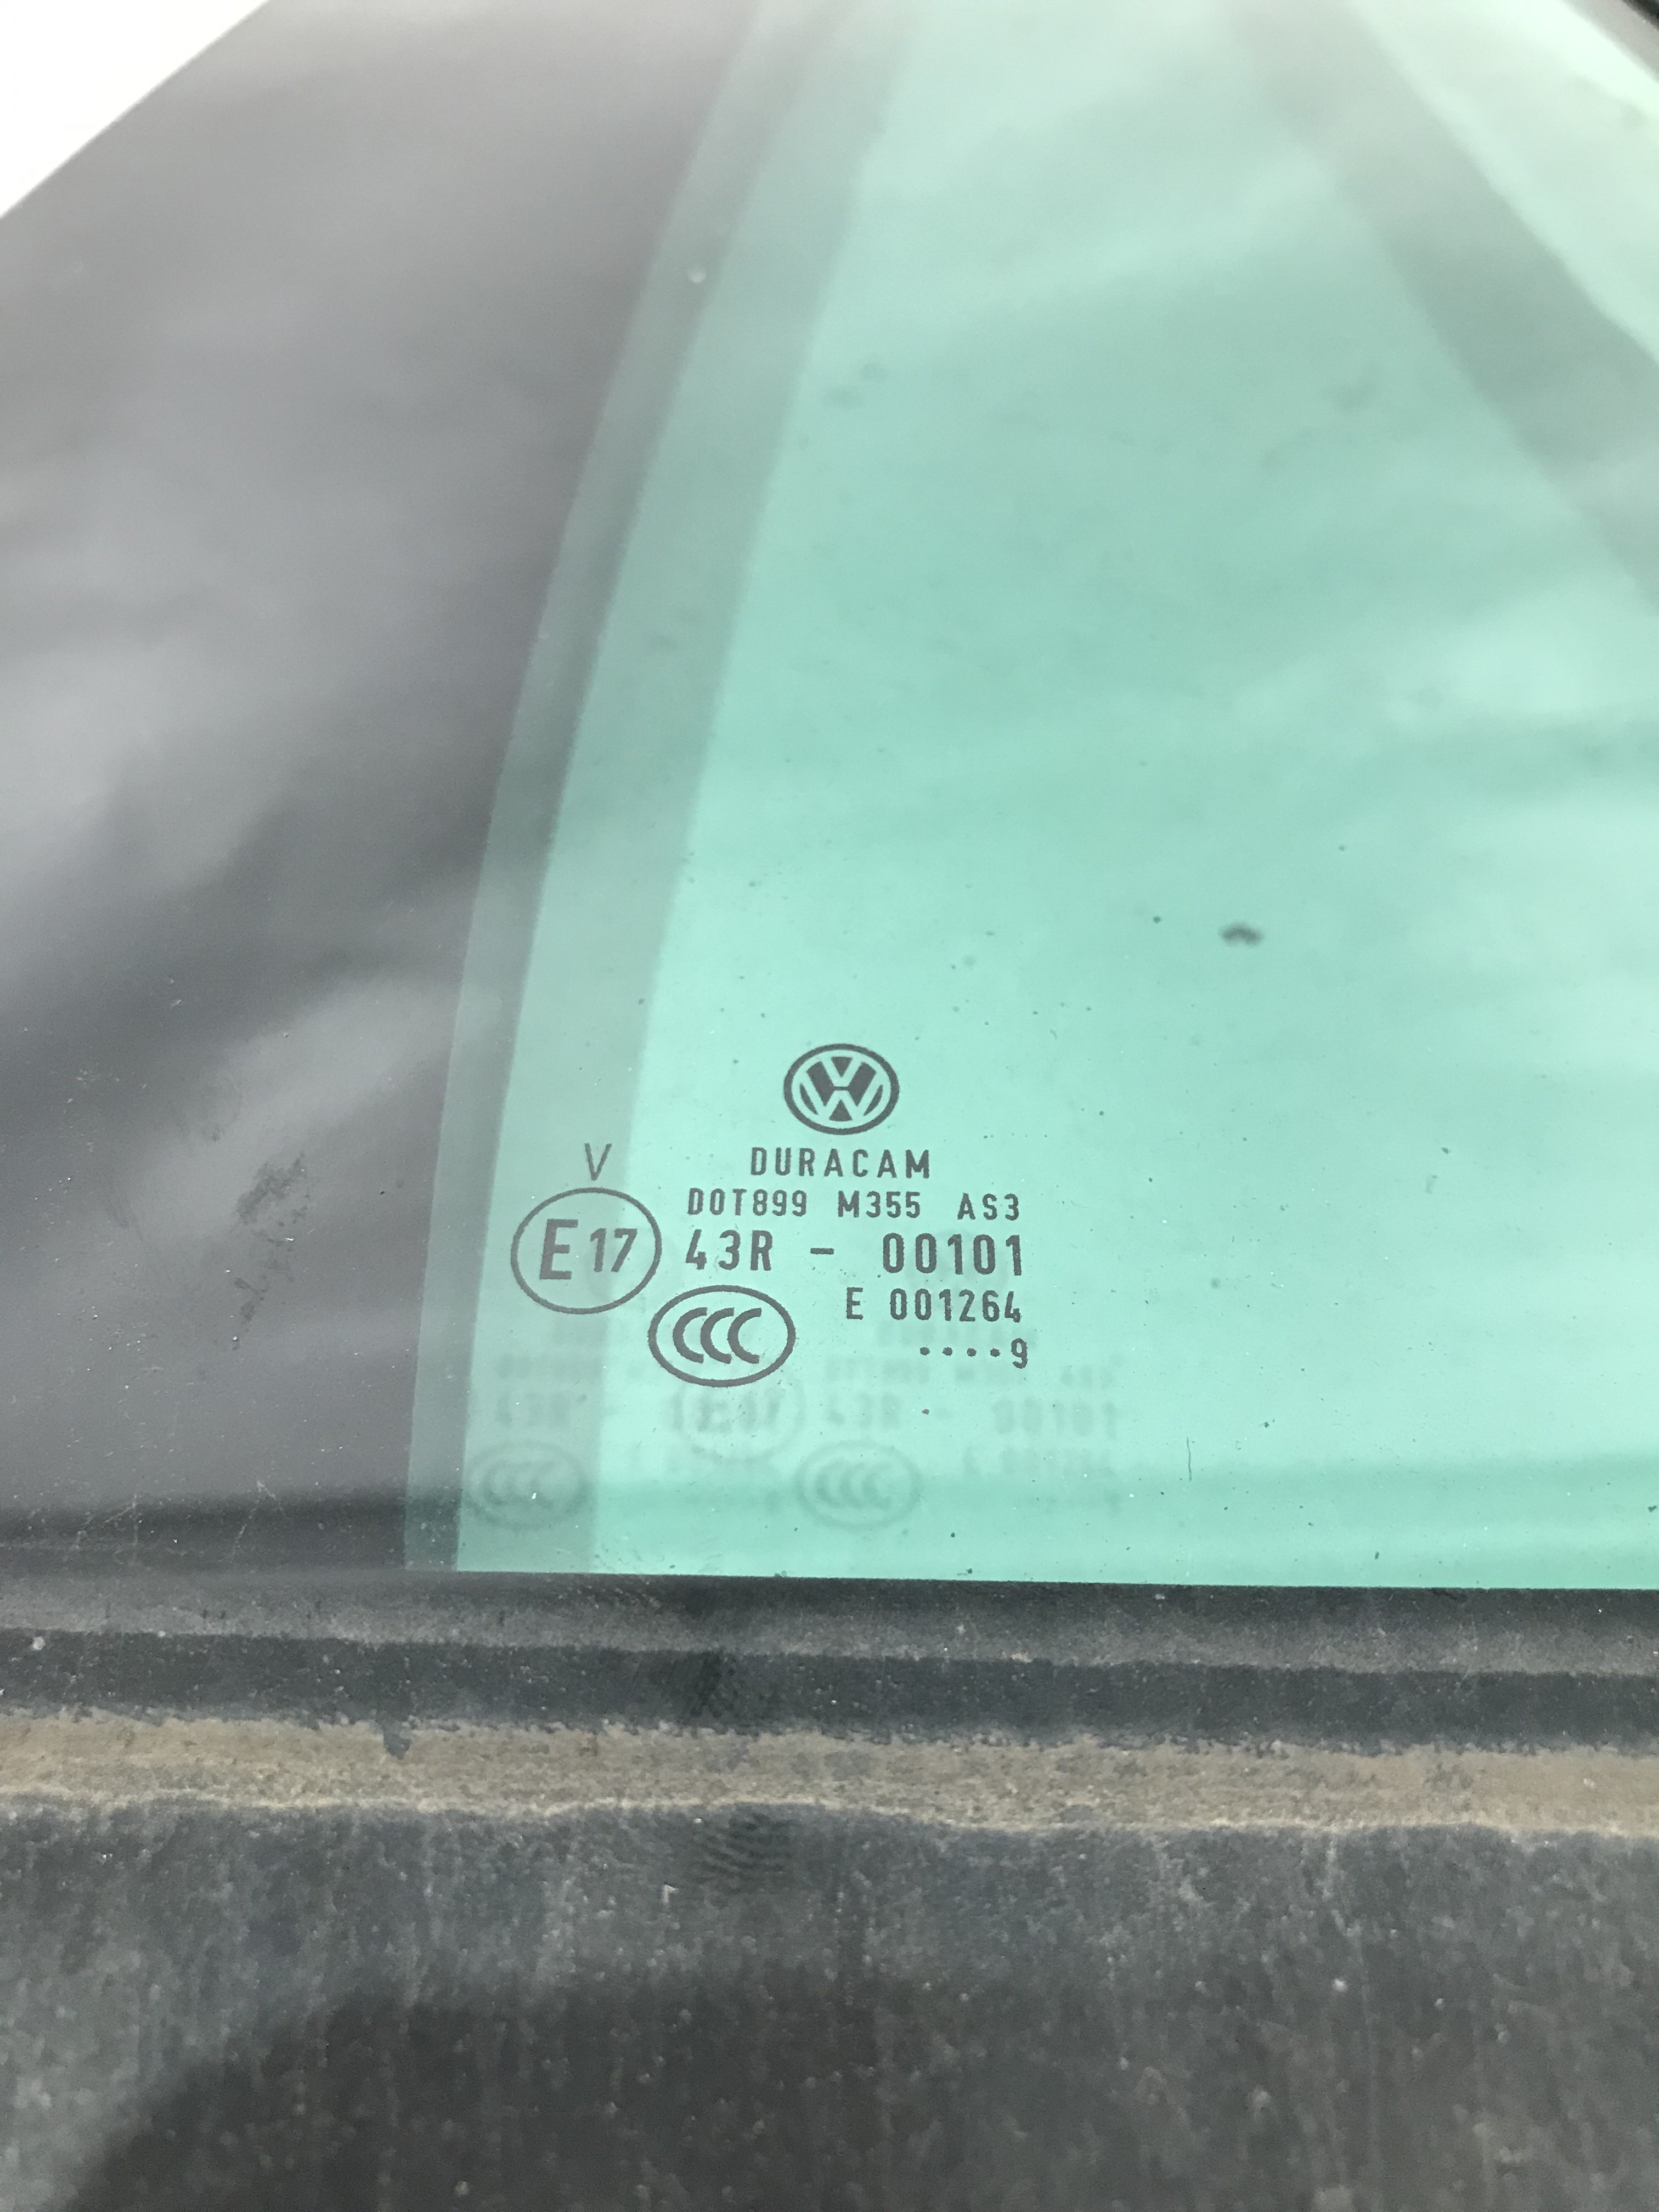 DURACAM
V
DOT899 M355 AS3
E17 43R - 00101
CCC E 001264
••••9